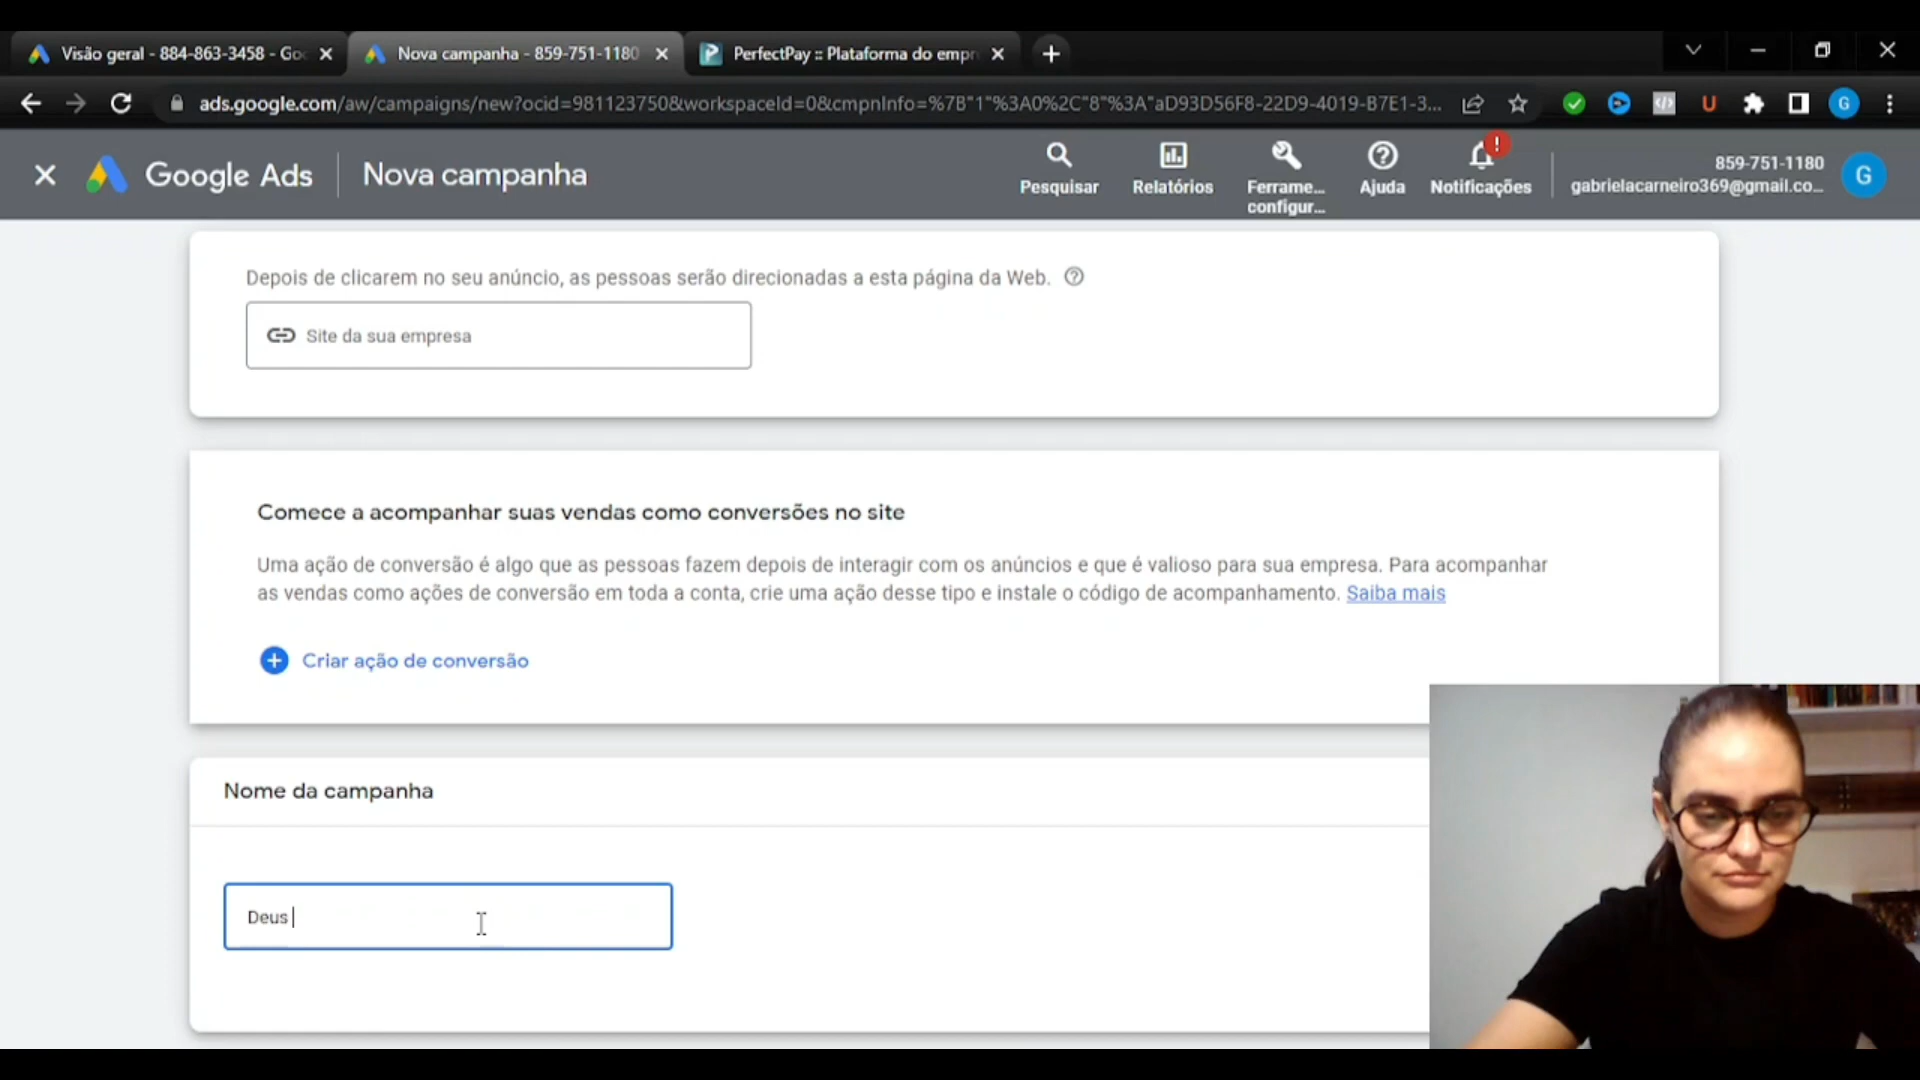 Visão geral - 884-863-3458 - Go
Nova campanha - 859-751-1180
PerfectPay :: Plataforma do empr
ads.google.com/aw/campaigns/new?ocid=981123750&workspaceId=0&cmpnInfo=%7B"1"%3A0%2C"8"%3A"aD93D56F8-22D9-4019-B7E1-3...
U
G
Google Ads
Nova campanha
Pesquisar
Relatórios
Ferrame...
configur...
Ajuda
!
Notificações
859-751-1180
gabrielacarneiro369@gmail.co...
G
Depois de clicarem no seu anúncio, as pessoas serão direcionadas a esta página da Web.
Site da sua empresa
Comece a acompanhar suas vendas como conversões no site
Uma ação de conversão é algo que as pessoas fazem depois de interagir com os anúncios e que é valioso para sua empresa. Para acompanhar
as vendas como ações de conversão em toda a conta, crie uma ação desse tipo e instale o código de acompanhamento. Saiba mais
Criar ação de conversão
Nome da campanha
Deus